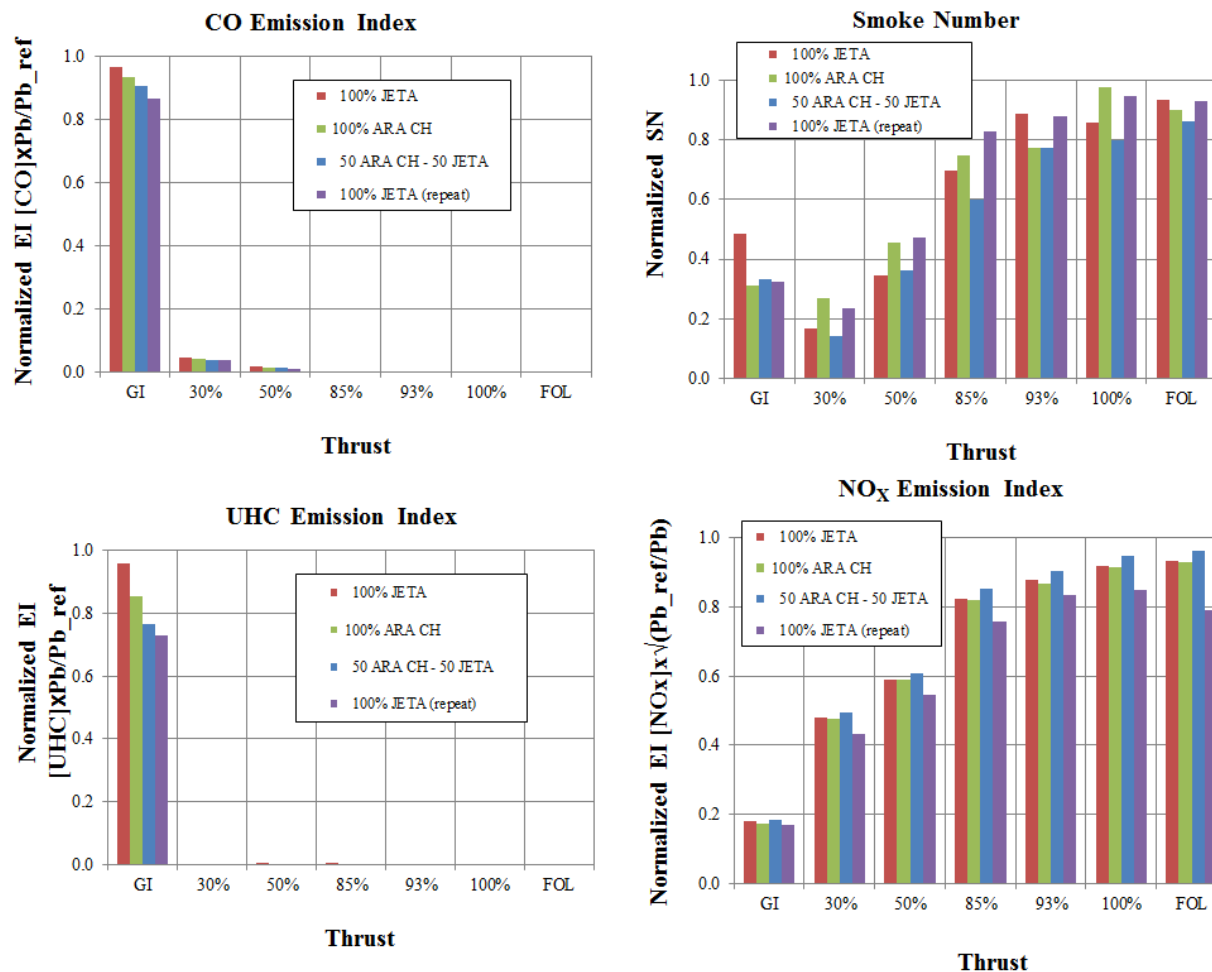 CO Emission Index
Normalized EI [CO]xPb/Pb_ref
1.0
0.8
0.6
0.4
0.2
0.0
100% JETA
100% ARA CH
50 ARA CH - 50 JETA
100% JETA (repeat)
GI 30% 50% 85% 93% 100% FOL
Thrust
Smoke Number
Normalized SN
1.0
0.8
0.6
0.4
0.2
0.0
100% JETA
100% ARA CH
50 ARA CH - 50 JETA
100% JETA (repeat)
GI 30% 50% 85% 93% 100% FOL
Thrust
UHC Emission Index
Normalized EI
[UHC]xPb/Pb_ref
1.0
0.8
0.6
0.4
0.2
0.0
100% JETA
100% ARA CH
50 ARA CH - 50 JETA
100% JETA (repeat)
GI 30% 50% 85% 93% 100% FOL
Thrust
NOX Emission Index
Normalized EI [NOx]x√(Pb_ref/Pb)
1.0
0.8
0.6
0.4
0.2
0.0
100% JETA
100% ARA CH
50 ARA CH - 50 JETA
100% JETA (repeat)
GI 30% 50% 85% 93% 100% FOL
Thrust